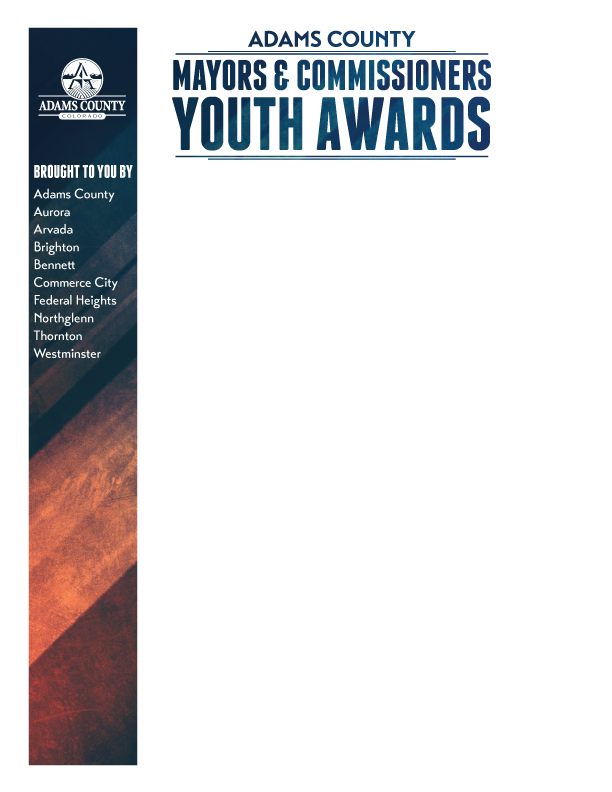 ADAMS COUNTY
COLORADO
BROUGHT TO YOU BY
Adams County
Aurora
Arvada
Brighton
Bennett
Commerce City
Federal Heights
Northglenn
Thornton
Westminster
ADAMS COUNTY
MAYORS & COMMISSIONERS
YOUTH AWARDS